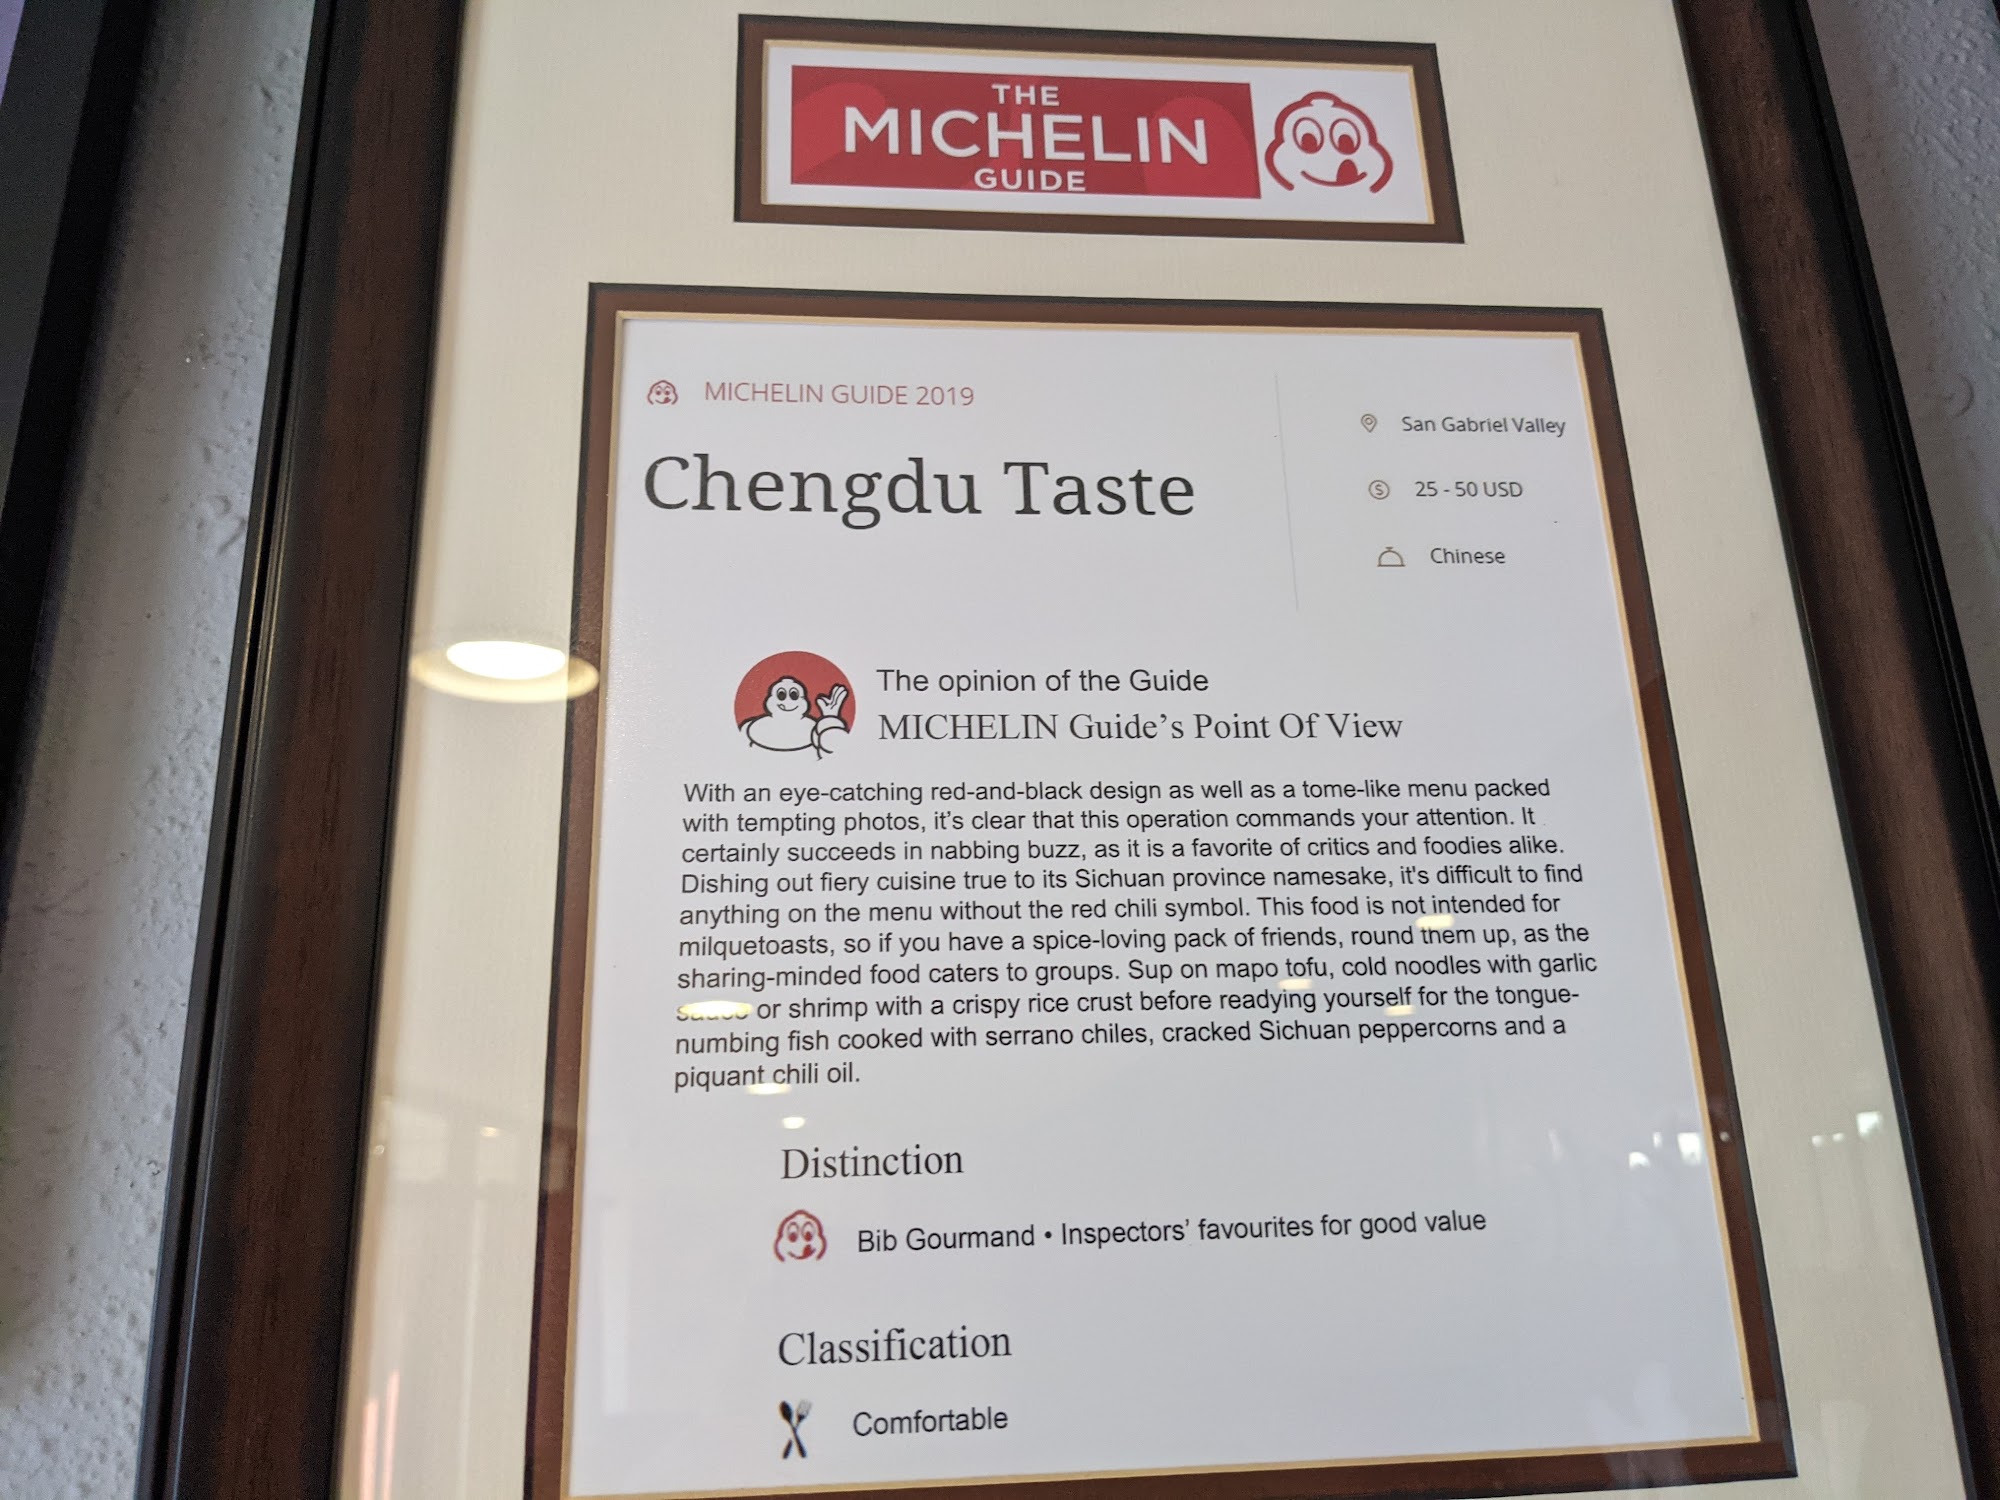 THE
MICHELIN
GUIDE
MICHELIN GUIDE 2019
Chengdu Taste
San Gabriel Valley
25 - 50 USD
Chinese
The opinion of the Guide
MICHELIN Guide's Point Of View
With an eye-catching red-and-black design as well as a tome-like menu packed
with tempting photos, it's clear that this operation commands your attention. It
certainly succeeds in nabbing buzz, as it is a favorite of critics and foodies alike.
Dishing out fiery cuisine true to its Sichuan province namesake, it's difficult to find
anything on the menu without the red chili symbol. This food is not intended for
milquetoasts, so if you have a spice-loving pack of friends, round them up, as the
sharing-minded food caters to groups. Sup on mapo tofu, cold noodles with garlic
sauce or shrimp with a crispy rice crust before readying yourself for the tongue-
numbing fish cooked with serrano chiles, cracked Sichuan peppercorns and a
piquant chili oil.
Distinction
Bib Gourmand • Inspectors' favourites for good value
Classification
Comfortable